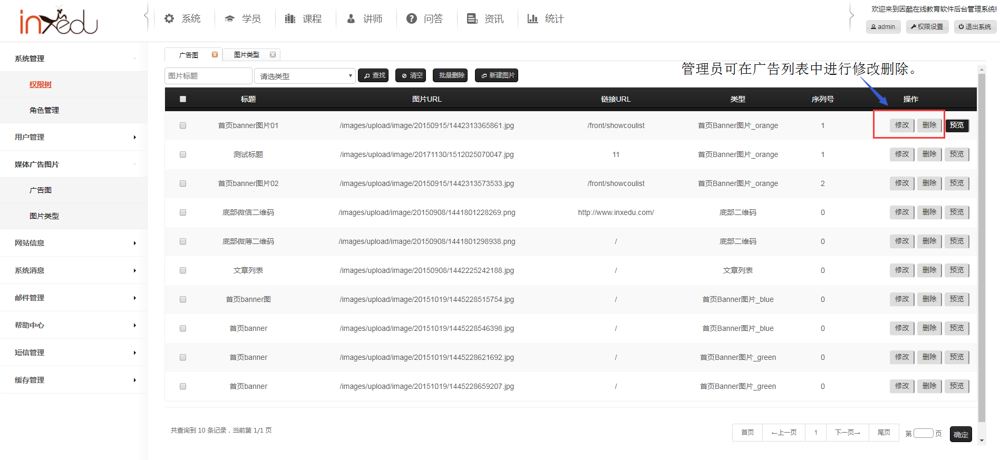 inxedu
系统
学员
课程
讲师
问答
资讯
统计
欢迎来到因酷在线教育软件后台管理系统!
admin
权限设置
退出系统
系统管理
权限树
角色管理
用户管理
媒体广告图片
广告图
图片类型
网站信息
系统消息
邮件管理
帮助中心
短信管理
缓存管理
广告图
图片类型
管理员可在广告列表中进行修改删除。
图片标题
请选类型
查找
清空
批量删除
新建图片
标题 图片URL 链接URL 类型 序列号 操作
首页banner图片01 /images/upload/image/20150915/1442313365861.jpg /front/showcoulist 首页Banner图片_orange 1 修改 删除 预览
测试标题 /images/upload/image/20171130/1512025070047.jpg 11 首页Banner图片_orange 1 修改 删除 预览
首页banner图片02 /images/upload/image/20150915/1442313573533.jpg /front/showcoulist 首页Banner图片_orange 2 修改 删除 预览
底部微信二维码 /images/upload/image/20150908/1441801228269.png http://www.inxedu.com/ 底部二维码 0 修改 删除 预览
底部微薄二维码 /images/upload/image/20150908/1441801298938.png / 底部二维码 0 修改 删除 预览
文章列表 /images/upload/image/20150908/1442225242188.jpg / 文章列表 0 修改 删除 预览
首页banner图 /images/upload/image/20151019/1445228515754.jpg / 首页Banner图片_blue 0 修改 删除 预览
首页banner /images/upload/image/20151019/1445228546398.jpg / 首页Banner图片_blue 0 修改 删除 预览
首页banner /images/upload/image/20151019/1445228621692.jpg / 首页Banner图片_green 0 修改 删除 预览
首页banner /images/upload/image/20151019/1445228659207.jpg / 首页Banner图片_green 0 修改 删除 预览
共查询到 10 条记录，当前第 1/1 页
首页 ←上一页 1 下一页→ 尾页 第 页 确定